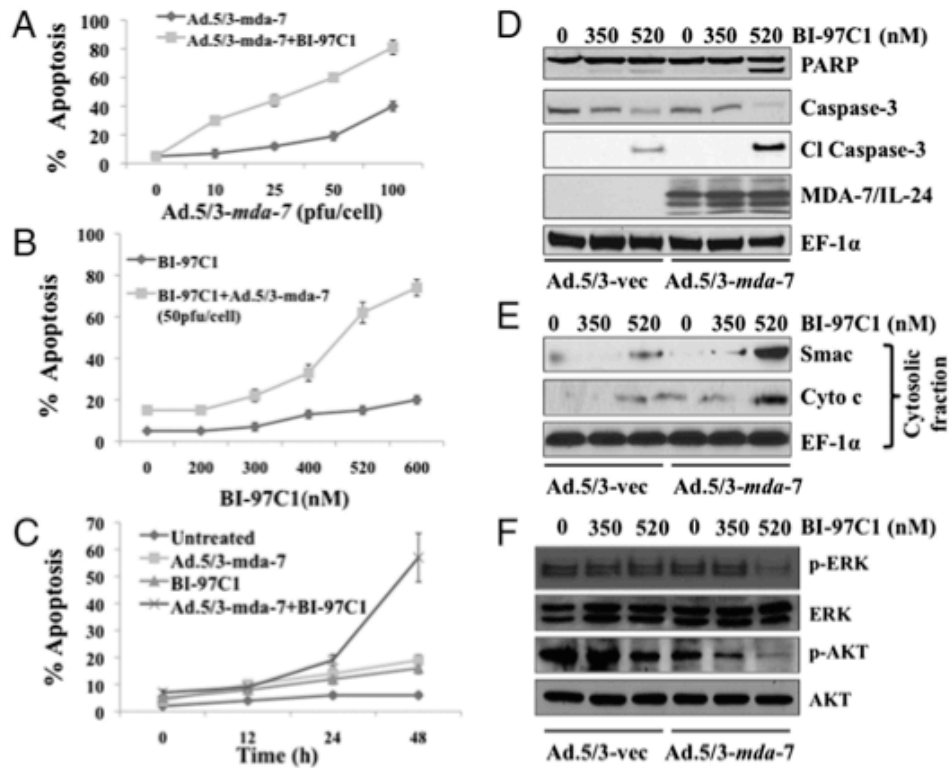 A
Ad.5/3-mda-7
Ad.5/3-mda-7+BI-97C1
% Apoptosis
100
80
60
40
20
0
0 10 25 50 100
Ad.5/3-mda-7 (pfu/cell)
B
BI-97C1
BI-97C1+Ad.5/3-mda-7
(50pfu/cell)
% Apoptosis
100
80
60
40
20
0
0 200 300 400 520 600
BI-97C1(nM)
C
Untreated
Ad.5/3-mda-7
BI-97C1
Ad.5/3-mda-7+BI-97C1
% Apoptosis
70
60
50
40
30
20
10
0
0 12 24 48
Time (h)
D
0 350 520 0 350 520 BI-97C1 (nM)
PARP
Caspase-3
Cl Caspase-3
MDA-7/IL-24
EF-1α
Ad.5/3-vec Ad.5/3-mda-7
E
0 350 520 0 350 520 BI-97C1 (nM)
Smac
Cyto c
EF-1α
Cytosolic
fraction
Ad.5/3-vec Ad.5/3-mda-7
F
0 350 520 0 350 520 BI-97C1 (nM)
p-ERK
ERK
p-AKT
AKT
Ad.5/3-vec Ad.5/3-mda-7